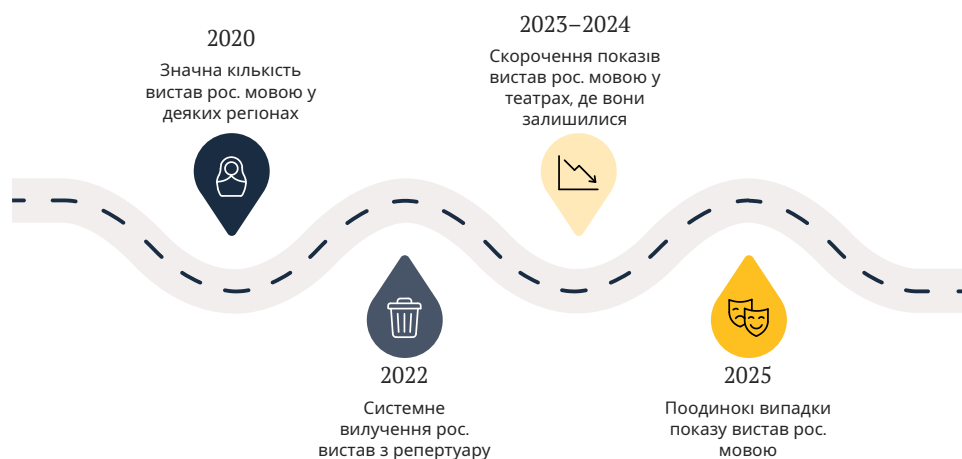 2020
Значна кількість
вистав рос. мовою у
деяких регіонах
2023–2024
Скорочення показів
вистав рос. мовою у
театрах, де вони
залишилися
2022
Системне
вилучення рос.
вистав з репертуару
2025
Поодинокі випадки
показу вистав рос.
мовою